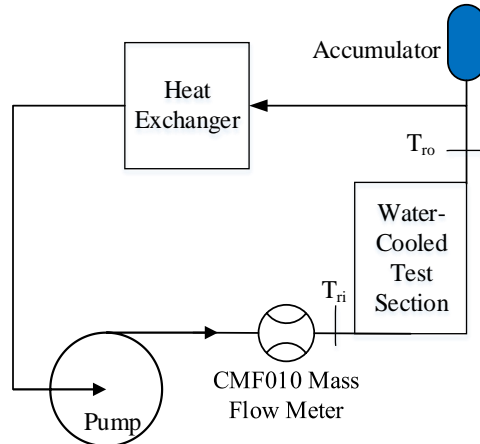 Accumulator
Heat
Exchanger
T_ro
Water-
Cooled
Test
Section
T_ri
CMF010 Mass
Flow Meter
Pump